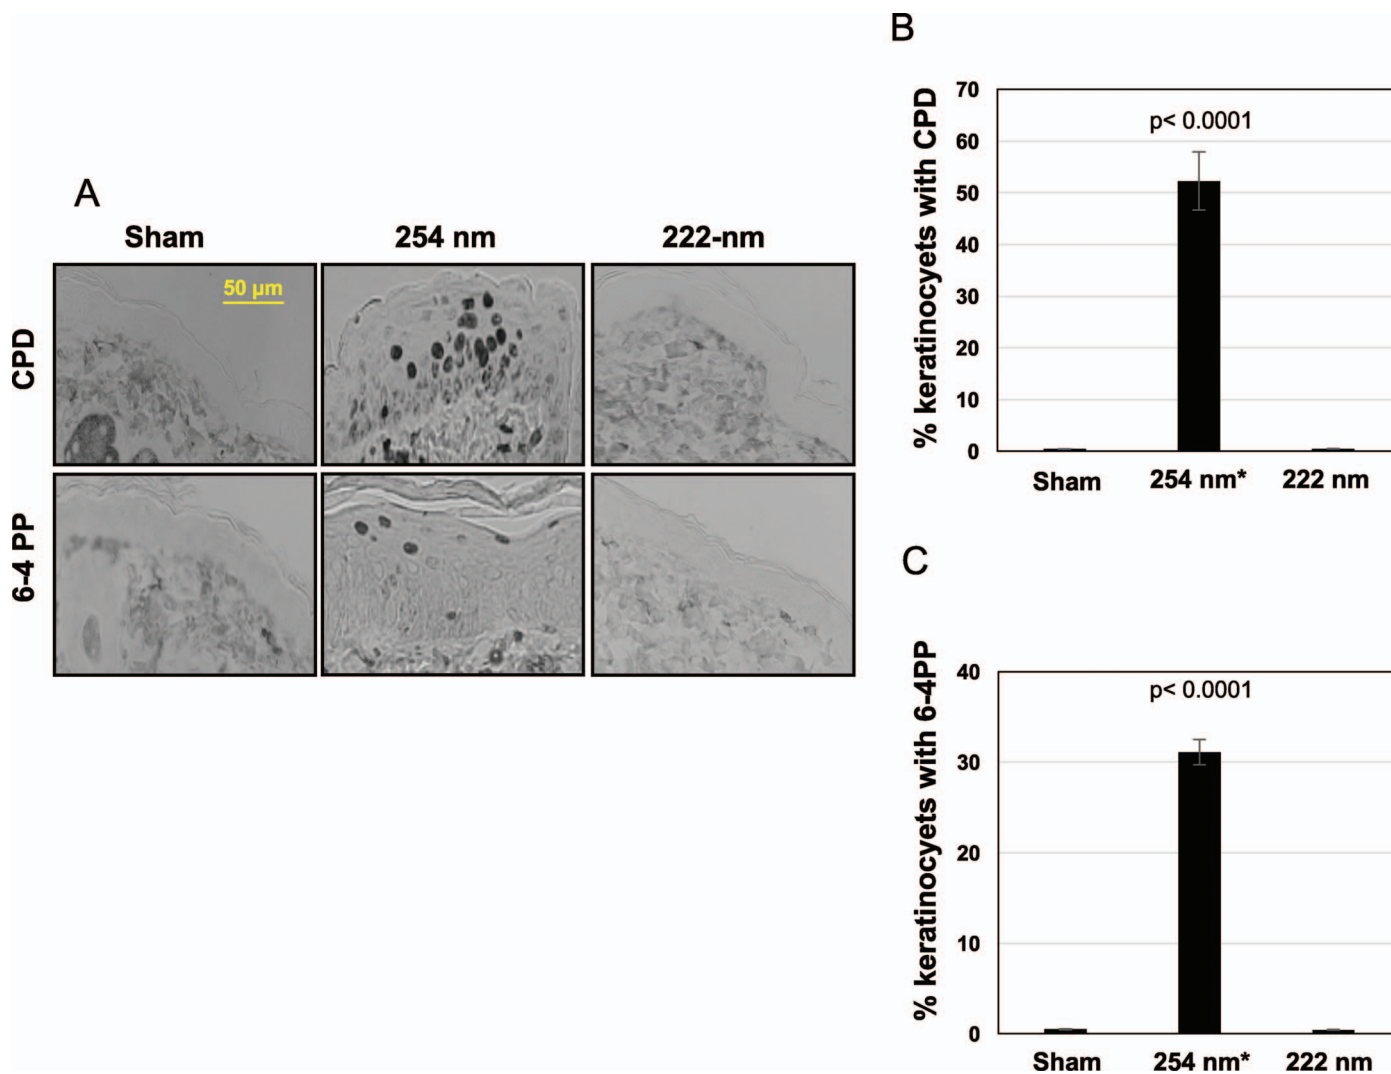 A
Sham 254 nm 222-nm
50 µm
CPD
6-4 PP
B
% keratinocyets with CPD
70
60
50
40
30
20
10
0
p< 0.0001
Sham 254 nm* 222 nm
C
% keratinocyets with 6-4PP
40
30
20
10
0
p< 0.0001
Sham 254 nm* 222 nm